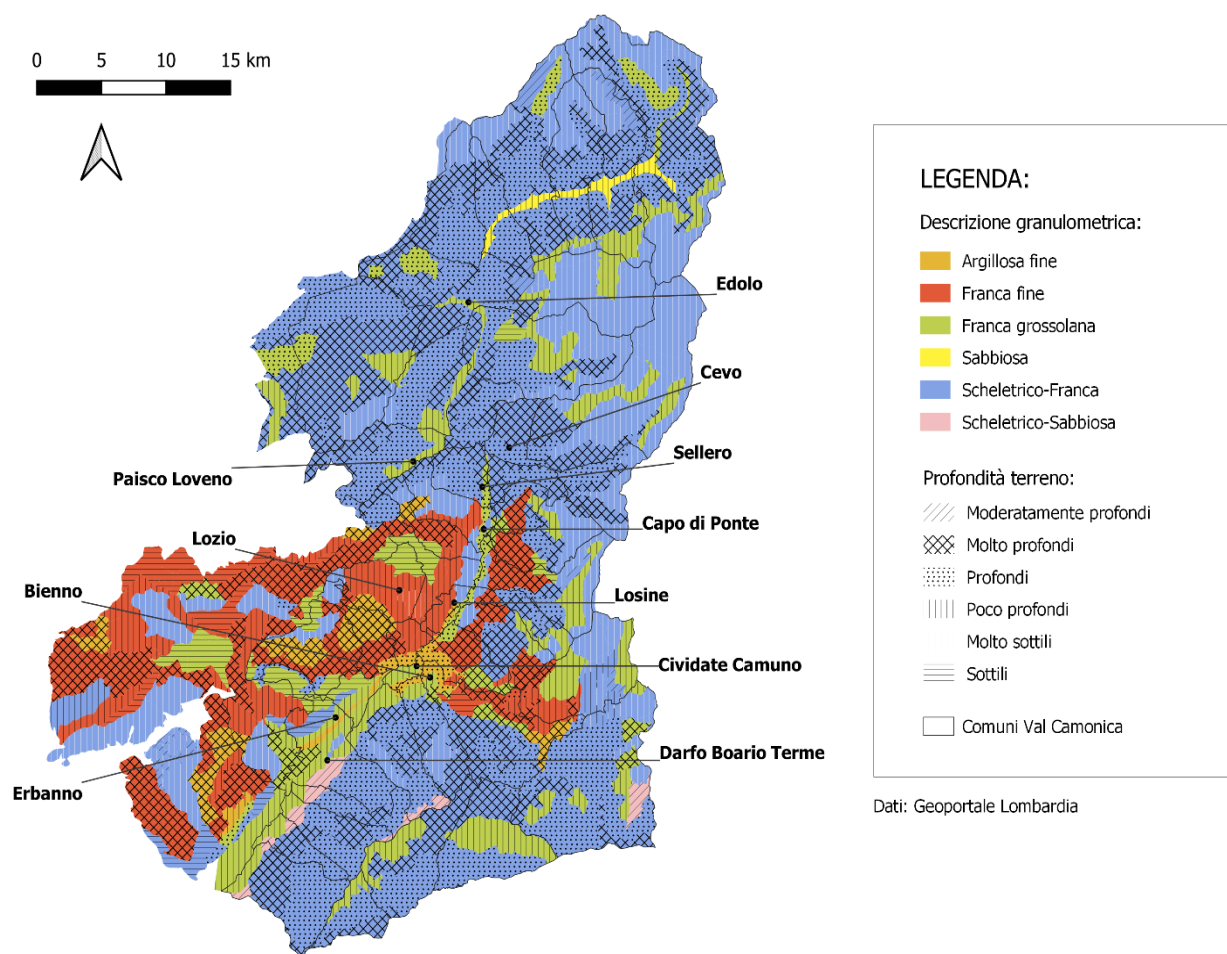 0 5 10 15 km
Edolo
Cevo
Paisco Loveno
Sellero
Capo di Ponte
Lozio
Bienno
Losine
Cividate Camuno
Darfo Boario Terme
Erbanno
LEGENDA:
Descrizione granulometrica:
Argillosa fine
Franca fine
Franca grossolana
Sabbiosa
Scheletrico-Franca
Scheletrico-Sabbiosa
Profondità terreno:
Moderatamente profondi
Molto profondi
Profondi
Poco profondi
Molto sottili
Sottili
Comuni Val Camonica
Dati: Geoportale Lombardia